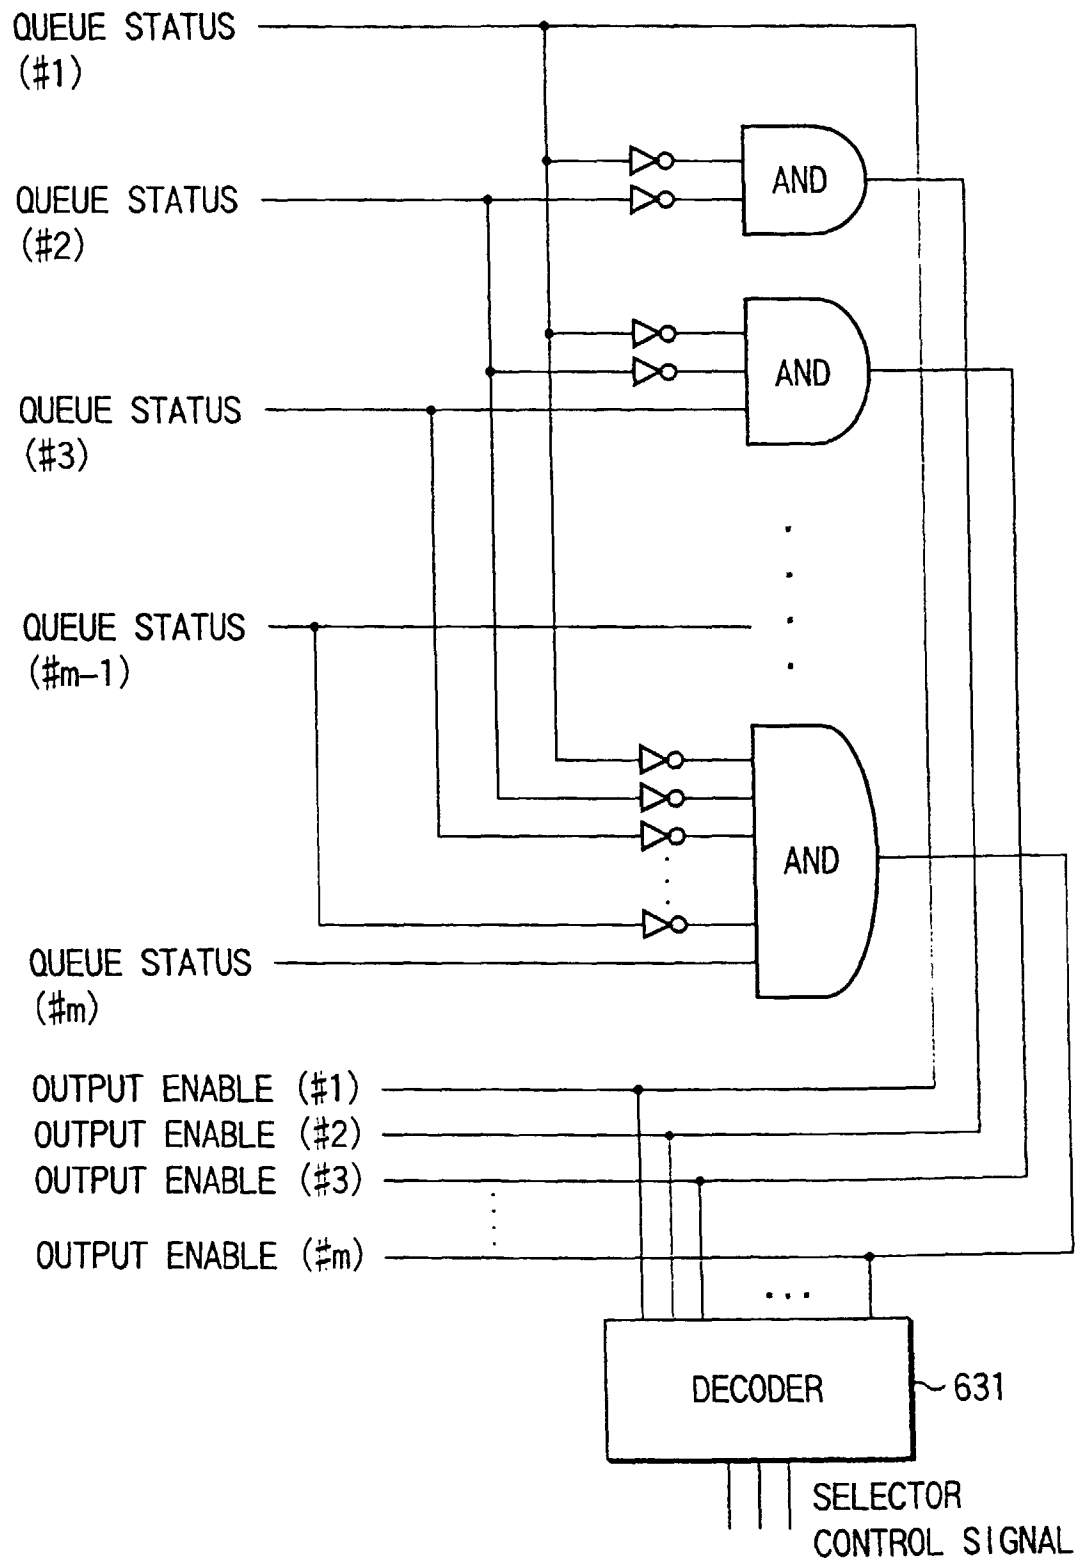 QUEUE STATUS
(#1)
AND
QUEUE STATUS
(#2)
AND
QUEUE STATUS
(#3)
QUEUE STATUS
(#m-1)
AND
QUEUE STATUS
(#m)
OUTPUT ENABLE (#1)
OUTPUT ENABLE (#2)
OUTPUT ENABLE (#3)
OUTPUT ENABLE (#m)
DECODER
631
SELECTOR
CONTROL SIGNAL